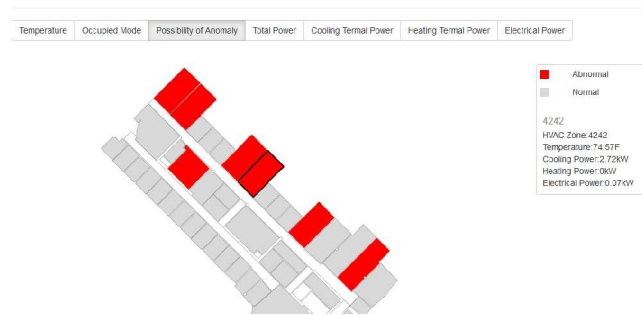 Temperature Occupied Mode Possibility of Anomaly Total Power Cooling Termal Power Heating Termal Power Electrical Power
Abnormal
Normal
4242
HVAC Zone:4242
Temperature:74.57F
Cooling Power:2.72kW
Heating Power:0kW
Electrical Power:0.07kW